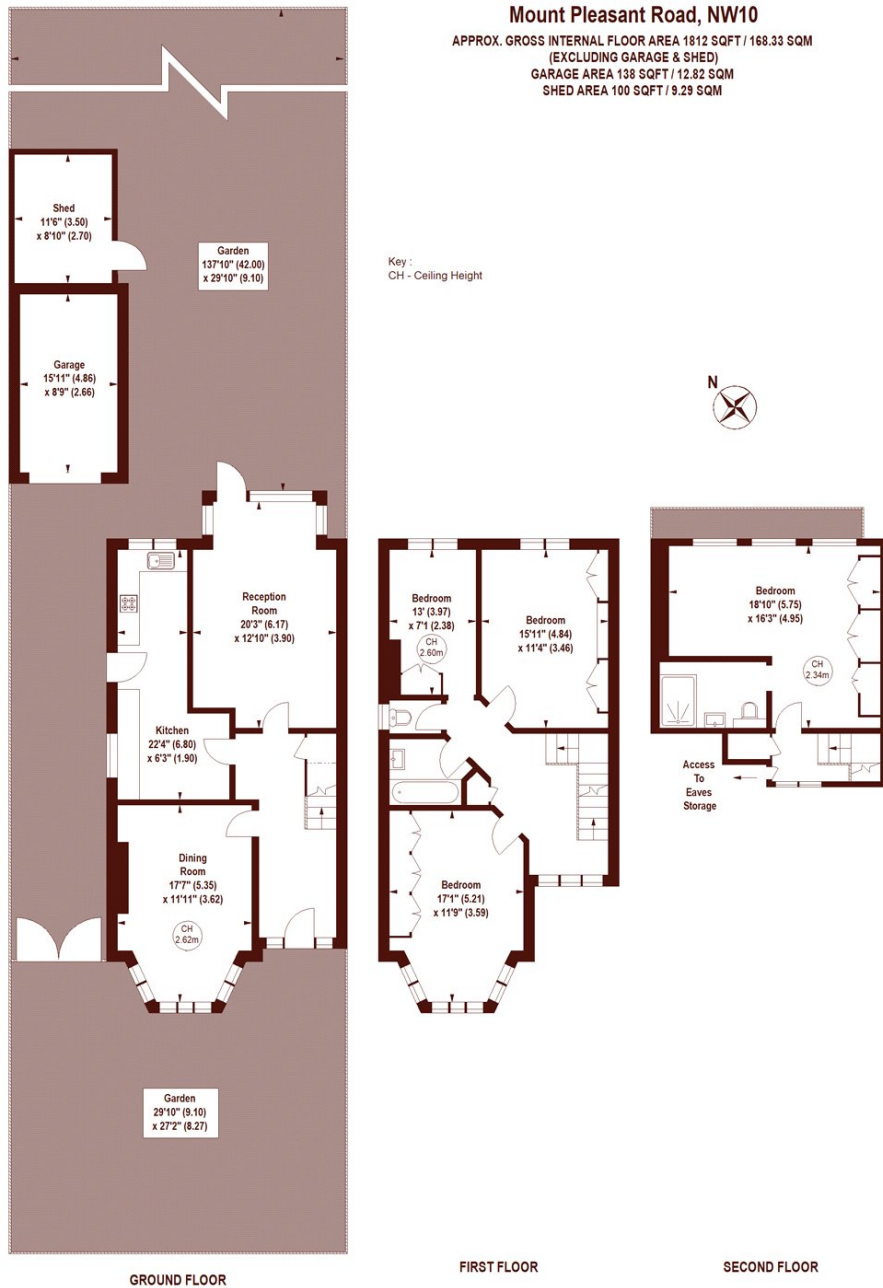 Mount Pleasant Road, NW10
APPROX. GROSS INTERNAL FLOOR AREA 1812 SQFT / 168.33 SQM
(EXCLUDING GARAGE & SHED)
GARAGE AREA 138 SQFT / 12.82 SQM
SHED AREA 100 SQFT / 9.29 SQM
Shed
11'6" (3.50)
x 8'10" (2.70)
Garden
137'10" (42.00)
x 29'10" (9.10)
Key :
CH - Ceiling Height
Garage
15'11" (4.86)
x 8'9" (2.66)
N
Reception
Room
20'3" (6.17)
x 12'10" (3.90)
Kitchen
22'4" (6.80)
x 6'3" (1.90)
Dining
Room
17'7" (5.35)
x 11'11" (3.62)
CH
2.62m
Garden
29'10" (9.10)
x 27'2" (8.27)
GROUND FLOOR
Bedroom
13' (3.97)
x 7'1 (2.38)
CH
2.60m
Bedroom
15'11" (4.84)
x 11'4" (3.46)
Bedroom
17'1" (5.21)
x 11'9" (3.59)
FIRST FLOOR
Bedroom
18'10" (5.75)
x 16'3" (4.95)
CH
2.34m
Access
To
Eaves
Storage
SECOND FLOOR